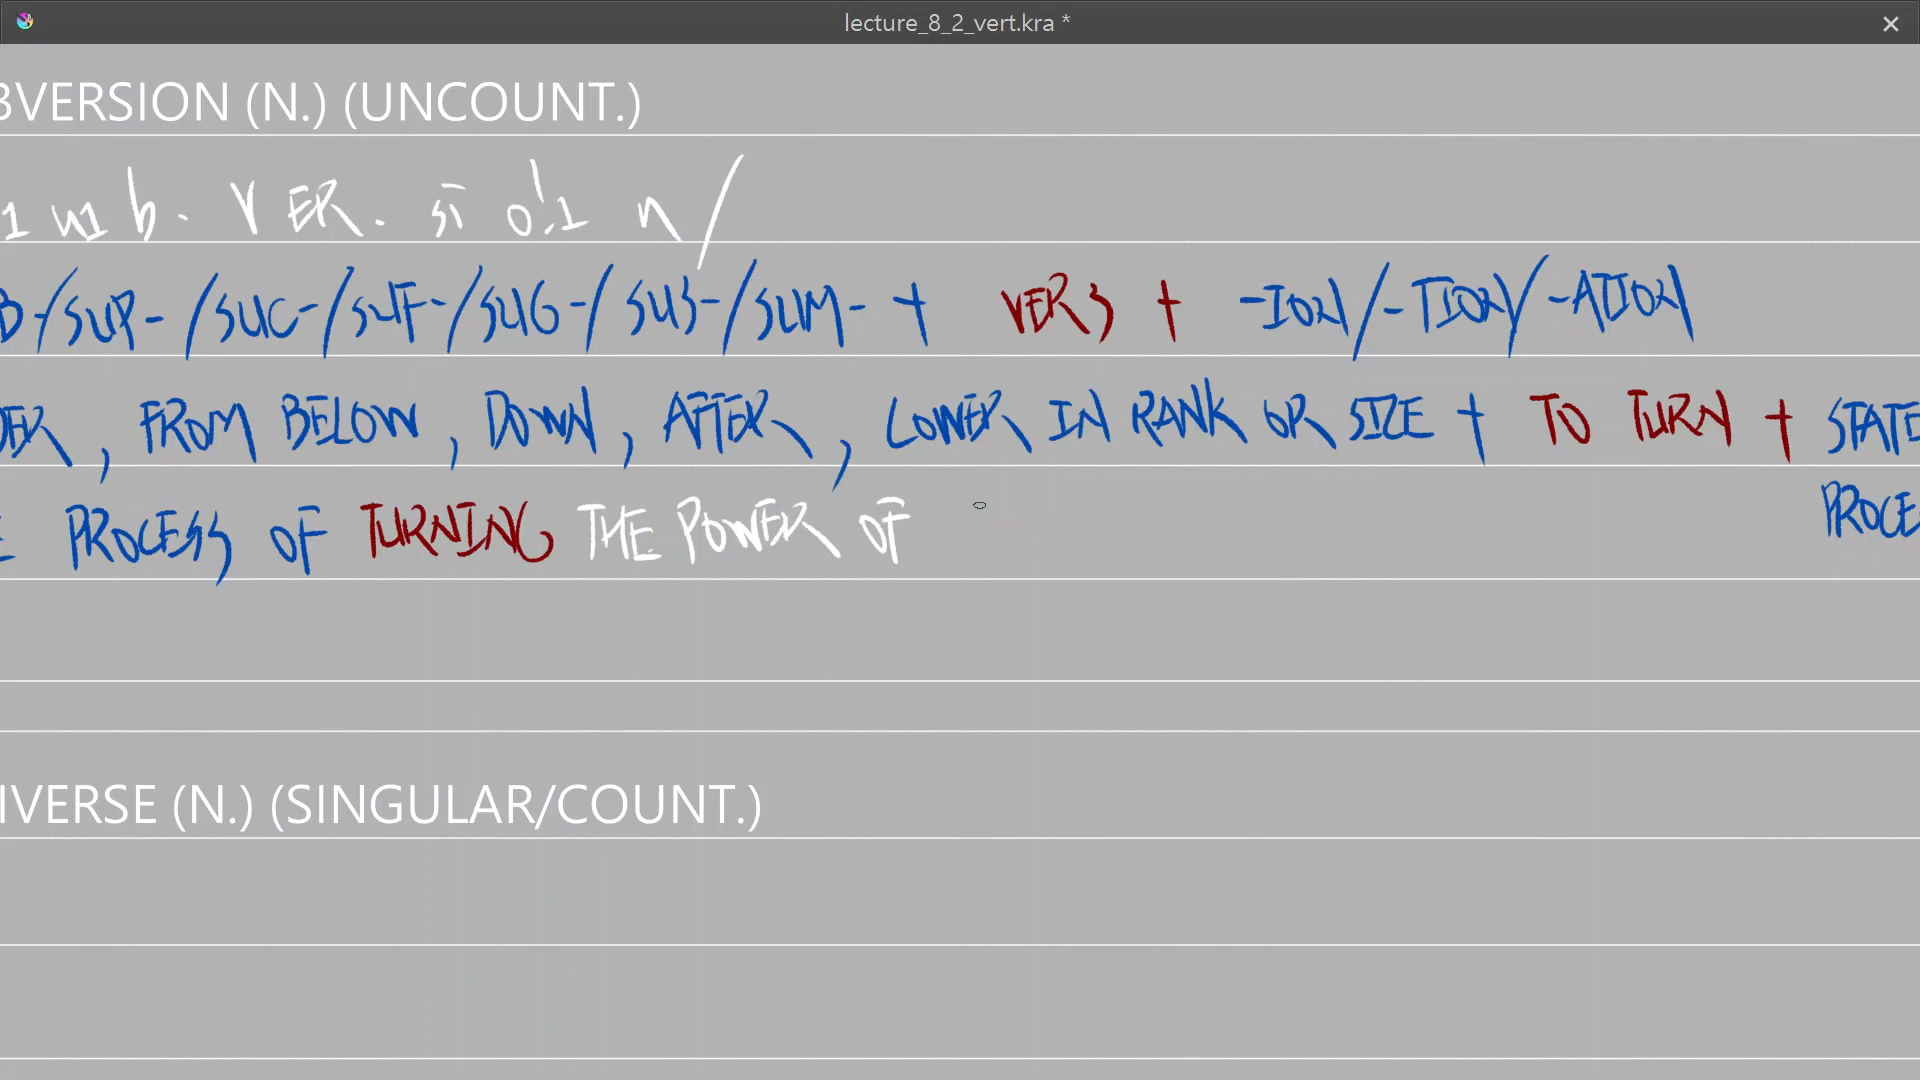 lecture_8_2_vert.kra *
BVERSION (N.) (UNCOUNT.)
b. VER.
/SUP- /SUC-/SUF-/SUG-/SUS-/SUM- + VERS + -ION/-TION/-ATION
, FROM BELOW, DOWN, AFTER, LOWER IN RANK OR SIZE + TO TURN + STATE
PROCESS OF TURNING THE POWER OF
PROCE
IVERSE (N.) (SINGULAR/COUNT.)